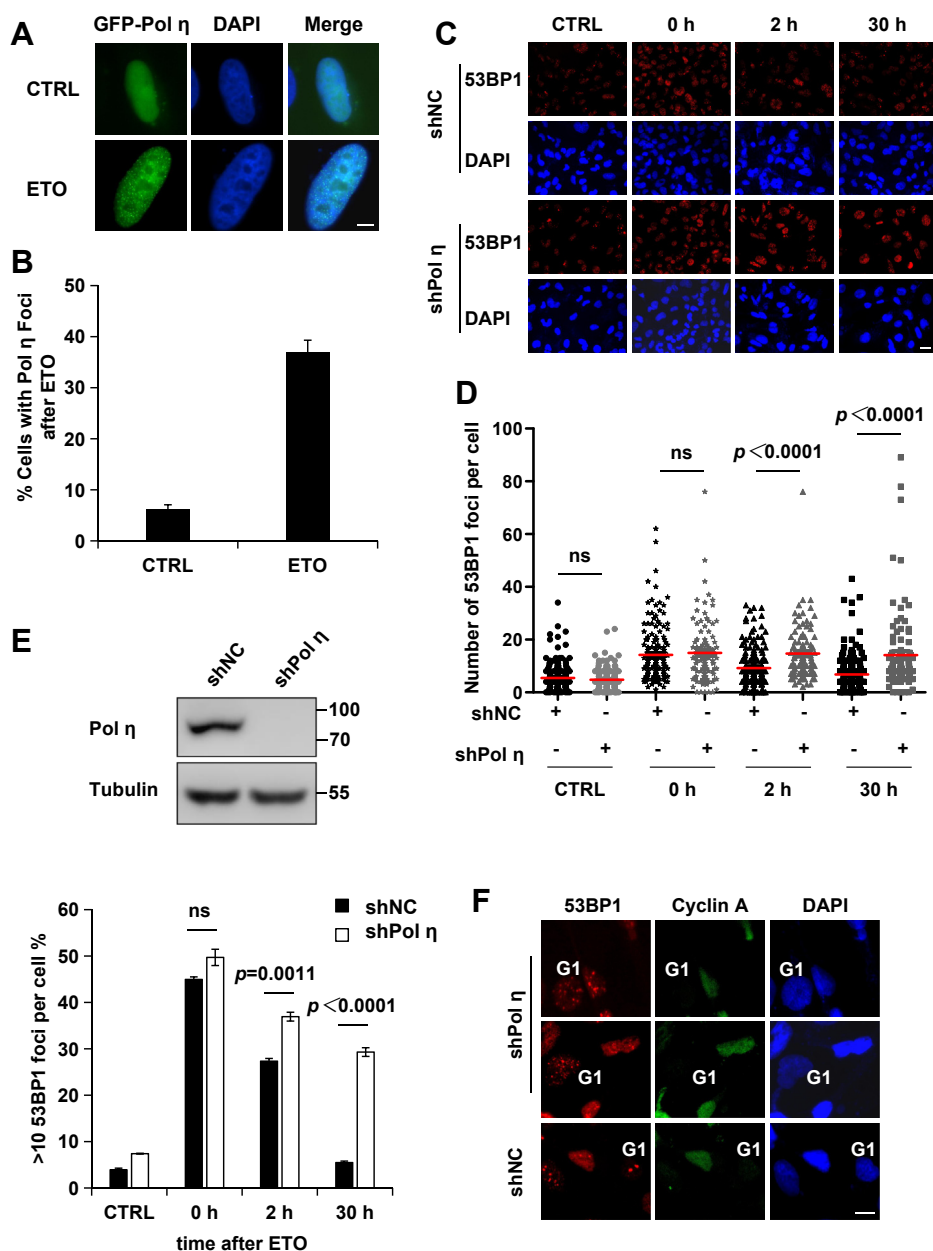 A
GFP-Pol η DAPI Merge
CTRL
ETO
B
% Cells with Pol η Foci
after ETO
50
40
30
20
10
0
CTRL ETO
C
CTRL 0 h 2 h 30 h
shNC
53BP1
DAPI
shPol η
53BP1
DAPI
D
Number of 53BP1 foci per cell
100
80
60
40
20
0
ns
ns
p<0.0001
p<0.0001
shNC + - + - + - + -
shPol η - + - + - + - +
CTRL 0 h 2 h 30 h
E
shNC shPol η
Pol η
100
70
Tubulin
55
>10 53BP1 foci per cell %
60
50
40
30
20
10
0
shNC
shPol η
ns
p=0.0011
p<0.0001
CTRL 0 h 2 h 30 h
time after ETO
F
53BP1 Cyclin A DAPI
shPol η
G1 G1 G1
G1 G1 G1
shNC
G1 G1 G1